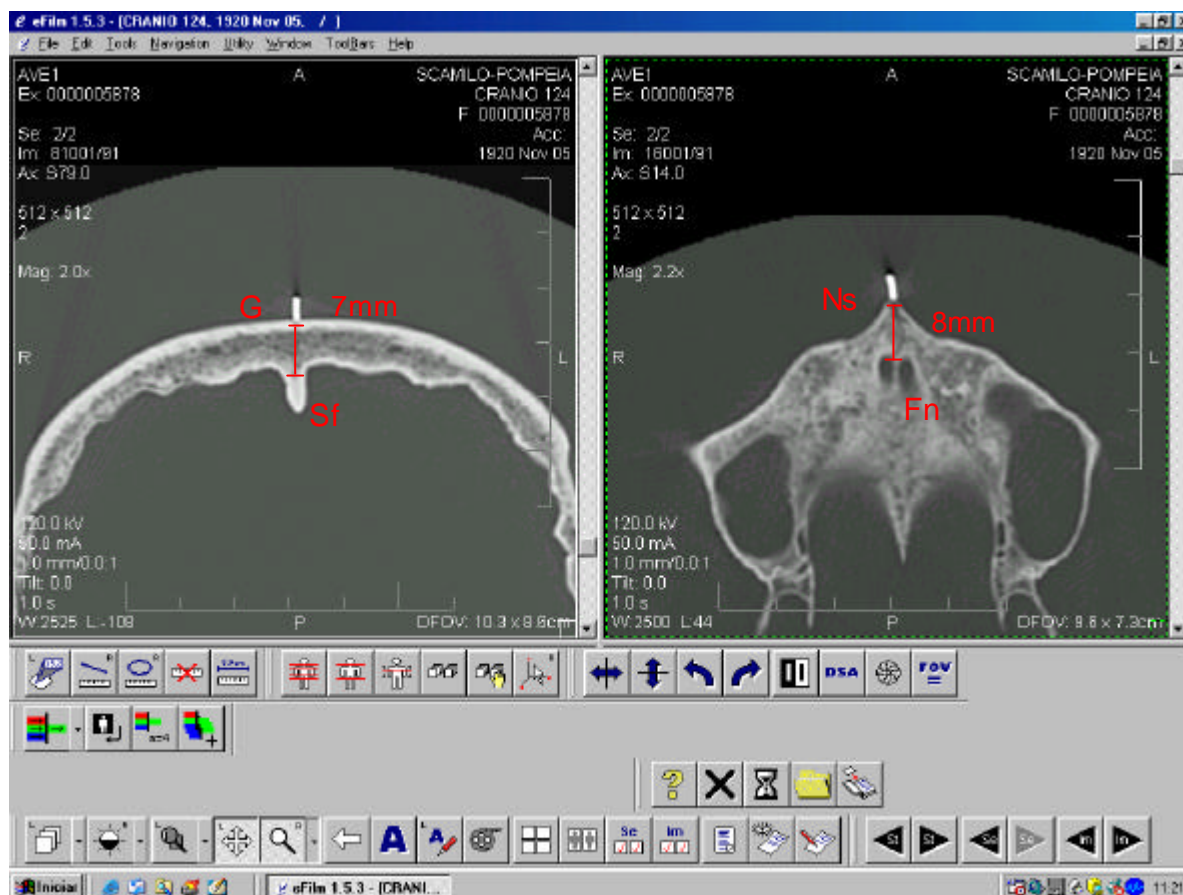 eFilm 1.5.3 - [CRANIO 124, 1920 Nov 05, / ]
File Edit Tools Navigation Utility Window ToolBars Help
AVE1
Ex: 0000005878
Se: 2/2
Im: 81001/91
Ax: S79.0
512 x 512
2
Mag: 2.0x
A
SCAMILO-POMPEIA
CRANIO 124
F 0000005878
Acc:
1920 Nov 05
G
7mm
R
L
Sf
120.0 kV
50.0 mA
1.0 mm/0.0:1
Tilt: 0.0
1.0 s
W:2525 L:-108
P
DFOV: 10.3 x 8.6cm
AVE1
Ex: 0000005878
Se: 2/2
Im: 16001/91
Ax: S14.0
512 x 512
2
Mag: 2.2x
A
SCAMILO-POMPEIA
CRANIO 124
F 0000005878
Acc:
1920 Nov 05
Ns
8mm
R
L
Fn
120.0 kV
50.0 mA
1.0 mm/0.0:1
Tilt: 0.0
1.0 s
W:2500 L:44
P
DFOV: 9.6 x 7.3cm
DSA
FOV
A
Se
Im
St
St
Se
Se
Im
Im
Iniciar
eFilm 1.5.3 - [CRANI...